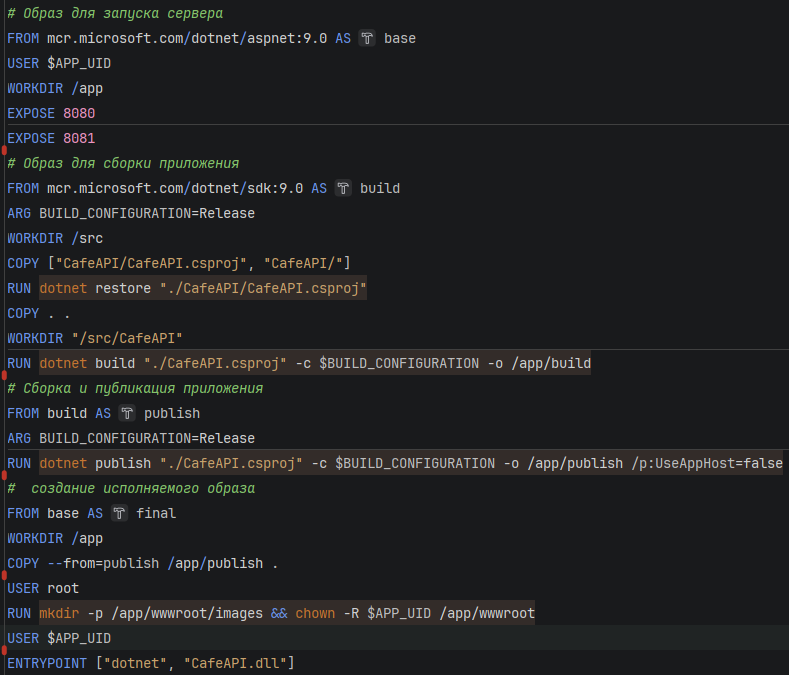 # Образ для запуска сервера
FROM mcr.microsoft.com/dotnet/aspnet:9.0 AS base
USER $APP_UID
WORKDIR /app
EXPOSE 8080
EXPOSE 8081
# Образ для сборки приложения
FROM mcr.microsoft.com/dotnet/sdk:9.0 AS build
ARG BUILD_CONFIGURATION=Release
WORKDIR /src
COPY ["CafeAPI/CafeAPI.csproj", "CafeAPI/"]
RUN dotnet restore "./CafeAPI/CafeAPI.csproj"
COPY . .
WORKDIR "/src/CafeAPI"
RUN dotnet build "./CafeAPI.csproj" -c $BUILD_CONFIGURATION -o /app/build
# Сборка и публикация приложения
FROM build AS publish
ARG BUILD_CONFIGURATION=Release
RUN dotnet publish "./CafeAPI.csproj" -c $BUILD_CONFIGURATION -o /app/publish /p:UseAppHost=false
#  создание исполняемого образа
FROM base AS final
WORKDIR /app
COPY --from=publish /app/publish .
USER root
RUN mkdir -p /app/wwwroot/images && chown -R $APP_UID /app/wwwroot
USER $APP_UID
ENTRYPOINT ["dotnet", "CafeAPI.dll"]